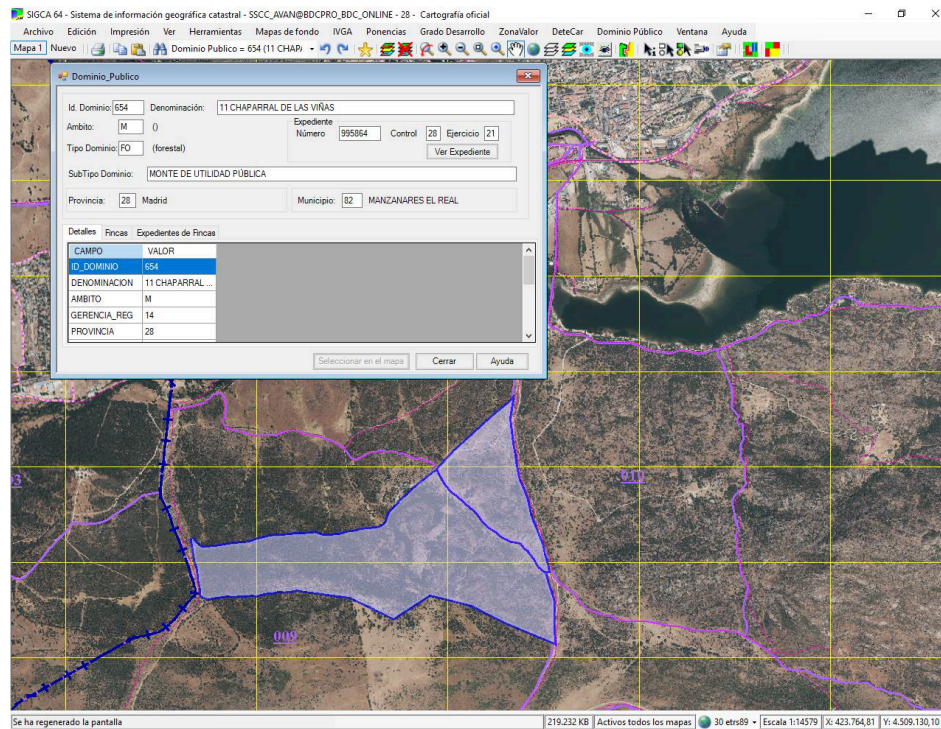 SIGCA 64 - Sistema de información geográfica catastral - SSCC_AVAN@BDCPRO_BDC_ONLINE - 28 - Cartografía oficial
Archivo Edición Impresión Ver Herramientas Mapas de fondo IVGA Ponencias Grado Desarrollo ZonaValor DeteCar Dominio Público Ventana Ayuda
Mapa 1 Nuevo Dominio Publico = 654 (11 CHAP
Dominio_Publico
Id. Dominio: 654 Denominación: 11 CHAPARRAL DE LAS VIÑAS
Ambito: M () Expediente
Número 995864 Control 28 Ejercicio 21
Tipo Dominio: FO (forestal) Ver Expediente
SubTipo Dominio: MONTE DE UTILIDAD PÚBLICA
Provincia: 28 Madrid Municipio: 82 MANZANARES EL REAL
Detalles Fincas Expedientes de Fincas
CAMPO VALOR
ID_DOMINIO 654
DENOMINACION 11 CHAPARRAL ...
AMBITO M
GERENCIA_REG 14
PROVINCIA 28
Seleccionar en el mapa Cerrar Ayuda
010
009
Se ha regenerado la pantalla 219.232 KB Activos todos los mapas 30 etrs89 Escala 1:14579 X: 423.764,81 Y: 4.509.130,10